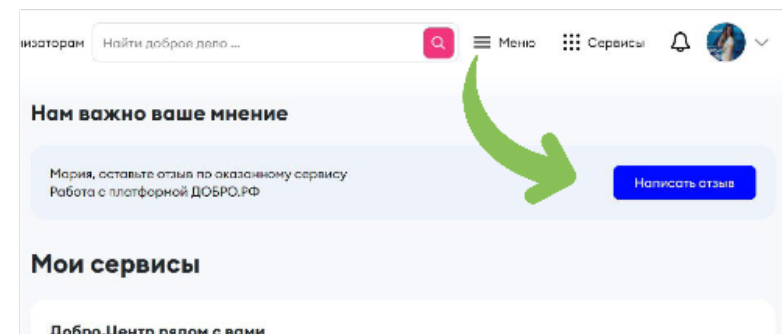 низаторам Найти доброе дело ... Меню Сервисы
Нам важно ваше мнение
Мария, оставьте отзыв по оказанному сервису
Работа с платформой ДОБРО.РФ
Написать отзыв
Мои сервисы
Добро.Центр рядом с вами